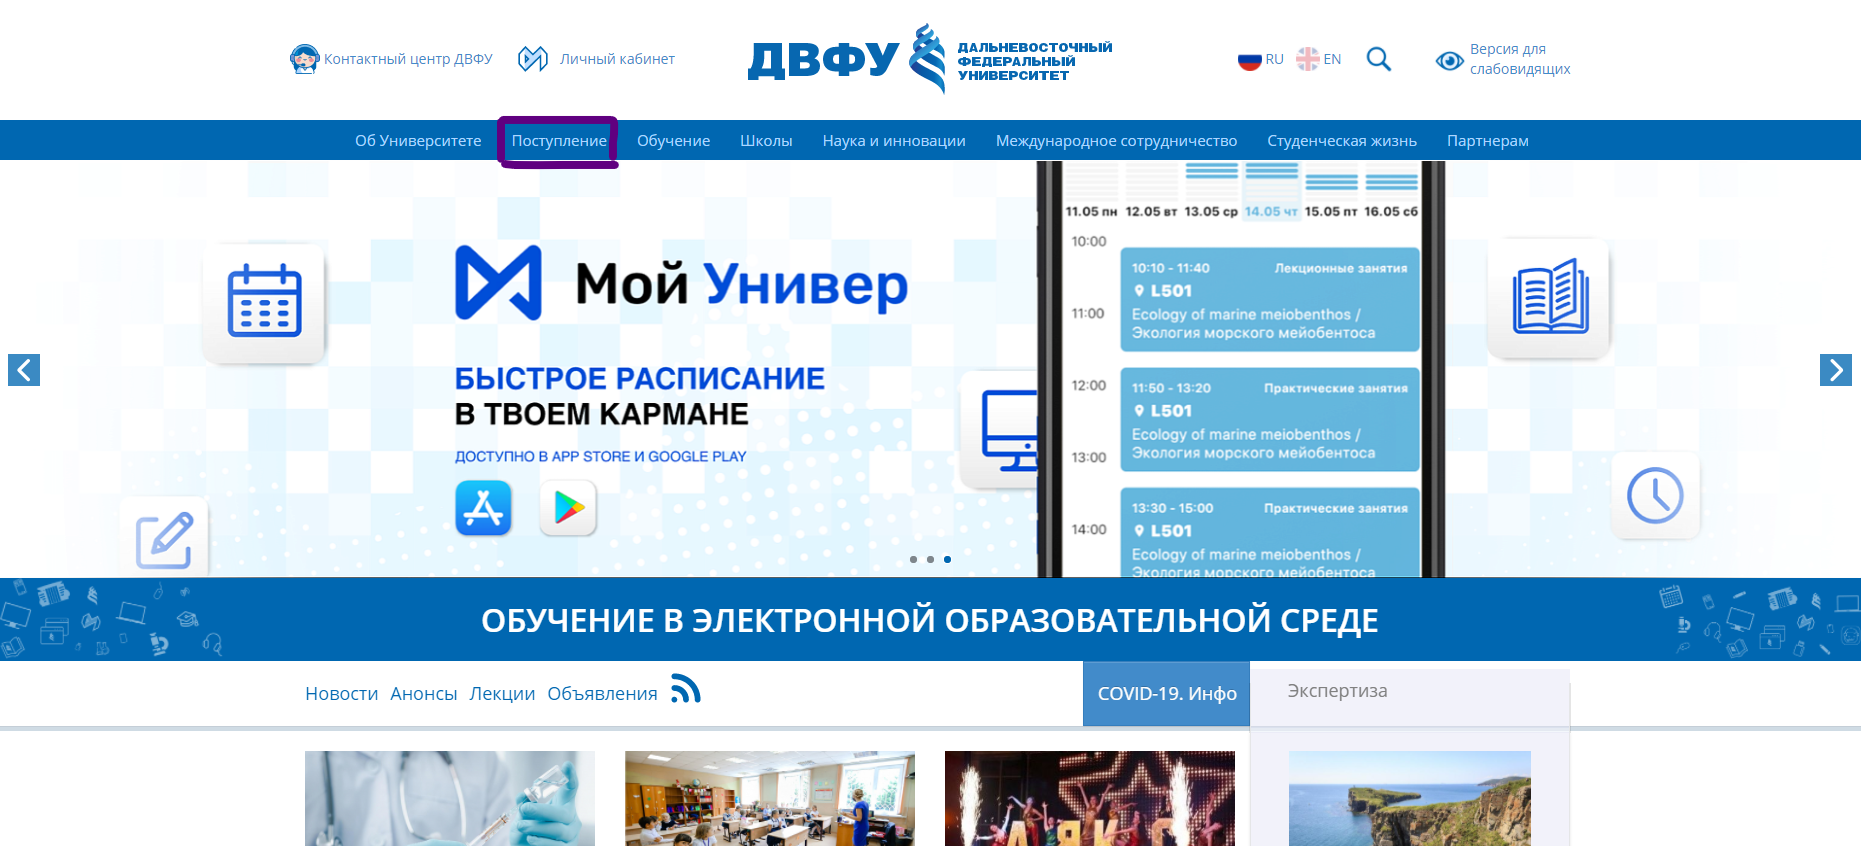 Контактный центр ДВФУ
Личный кабинет
ДВФУ
ДАЛЬНЕВОСТОЧНЫЙ
ФЕДЕРАЛЬНЫЙ
УНИВЕРСИТЕТ
RU
EN
Версия для
слабовидящих
Об Университете Поступление Обучение Школы Наука и инновации Международное сотрудничество Студенческая жизнь Партнерам
Мой Универ
БЫСТРОЕ РАСПИСАНИЕ
В ТВОЕМ КАРМАНЕ
ДОСТУПНО В APP STORE И GOOGLE PLAY
11.05 пн 12.05 вт 13.05 ср 14.05 чт 15.05 пт 16.05 сб
10:00
10:10 - 11:40 Лекционные занятия
L501
11:00
Ecology of marine meiobenthos /
Экология морского мейобентоса
12:00
11:50 - 13:20 Практические занятия
L501
Ecology of marine meiobenthos /
Экология морского мейобентоса
13:00
13:30 - 15:00 Практические занятия
L501
14:00
Ecology of marine meiobenthos /
Экология морского мейобентоса
ОБУЧЕНИЕ В ЭЛЕКТРОННОЙ ОБРАЗОВАТЕЛЬНОЙ СРЕДЕ
Новости Анонсы Лекции Объявления
COVID-19. Инфо
Экспертиза